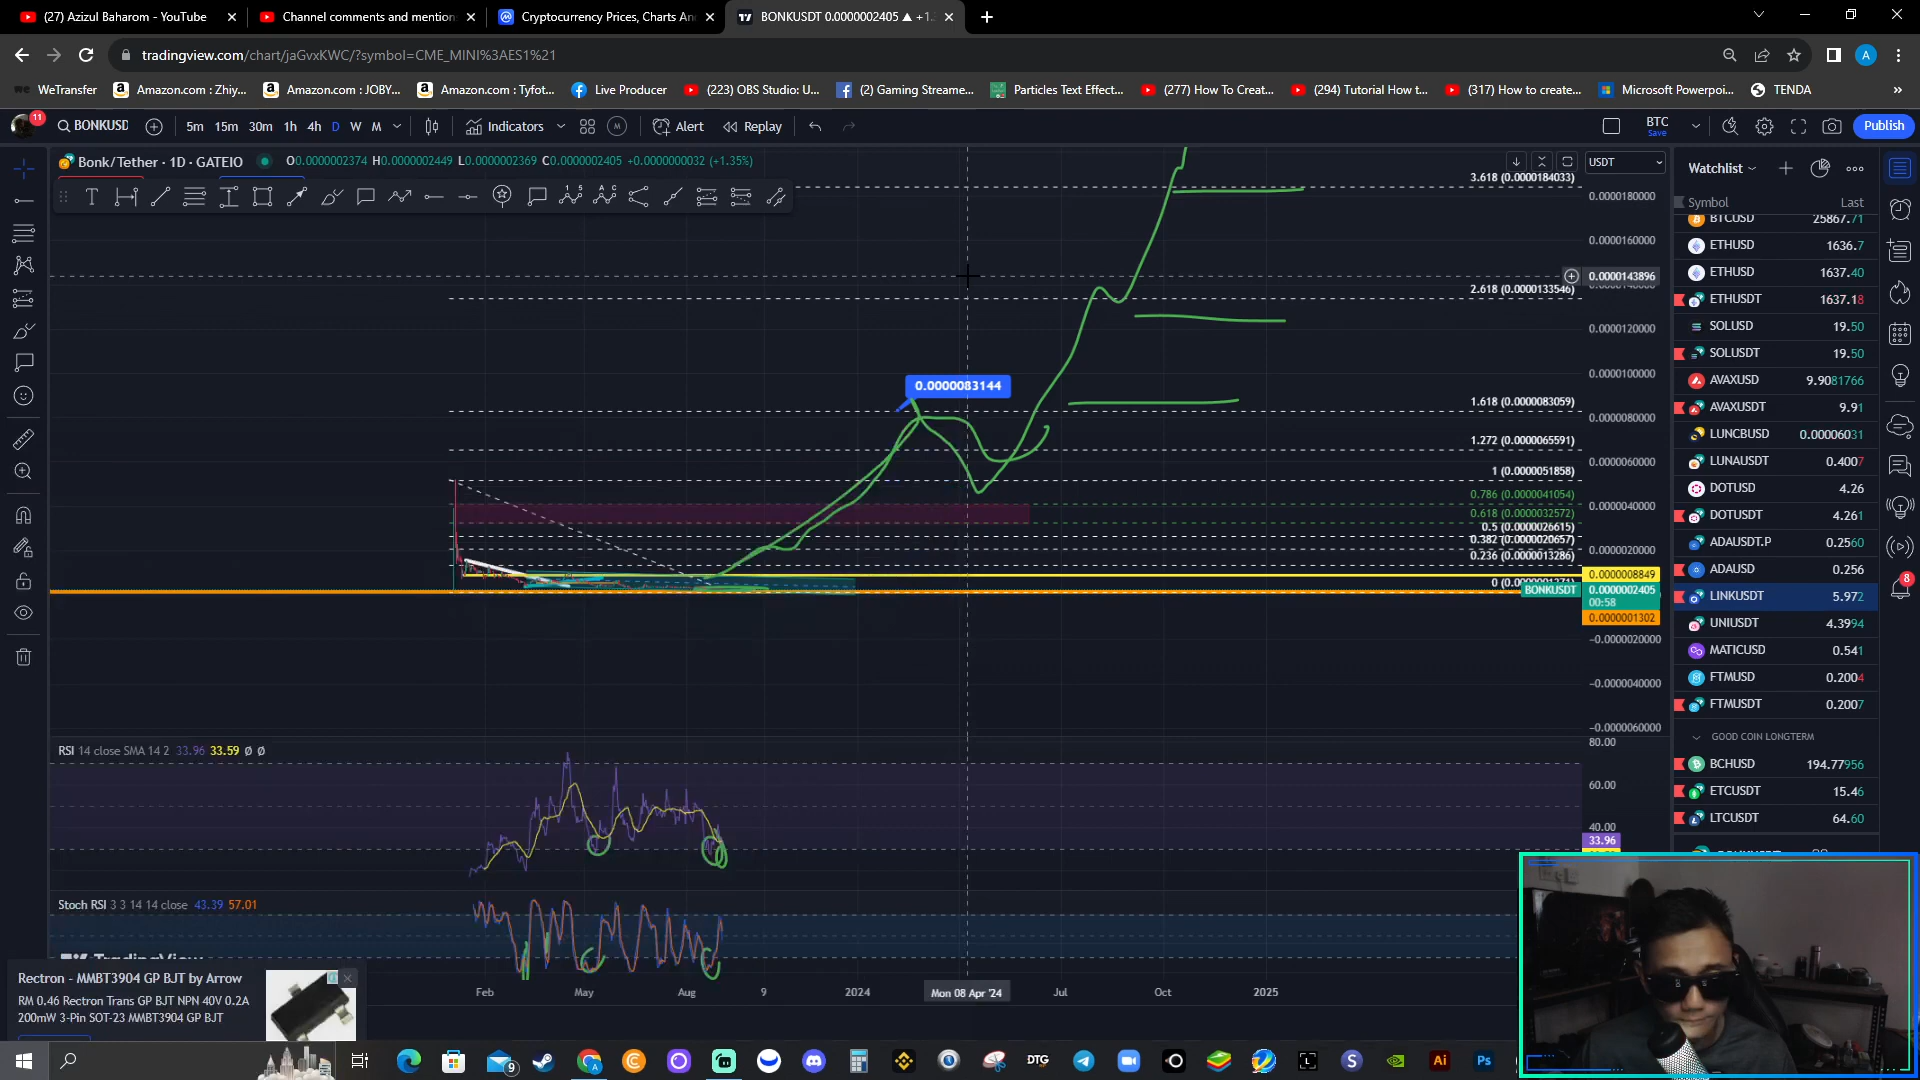 (27) Azizul Baharom - YouTube
Channel comments and mention
Cryptocurrency Prices, Charts An
BONKUSDT 0.0000002405 ▲ +1.
tradingview.com/chart/jaGvxKWC/?symbol=CME_MINI%3AES1%21
A
WeTransfer
Amazon.com : Zhiy...
Amazon.com : JOBY...
Amazon.com : Tyfot...
Live Producer
(223) OBS Studio: U...
(2) Gaming Streame...
Particles Text Effect...
(277) How To Creat...
(294) Tutorial How t...
(317) How to create...
Microsoft Powerpoi...
TENDA
»
11
BONKUSD
5m 15m 30m 1h 4h D W M
Indicators
Alert
Replay
BTC
Save
Publish
Bonk/Tether · 1D · GATEIO
O0.0000002374 H0.0000002449 L0.0000002369 C0.0000002405 +0.0000000032 (+1.35%)
USDT
3.618 (0.0000184033)
0.0000180000
0.0000160000
0.0000143896
2.618 (0.0000133546)
0.0000120000
0.0000100000
0.0000083144
1.618 (0.0000083059)
0.0000080000
1.272 (0.0000065591)
0.0000060000
1 (0.0000051858)
0.786 (0.0000041054)
0.0000040000
0.618 (0.0000032572)
0.5 (0.0000026615)
0.382 (0.0000020657)
0.0000020000
0.236 (0.0000013286)
0.0000008849
BONKUSDT
0.0000002405
00:58
0.0000001302
−0.0000020000
−0.0000040000
−0.0000060000
RSI 14 close SMA 14 2 33.96 33.59 Ø Ø
80.00
60.00
40.00
33.96
Stoch RSI 3 3 14 14 close 43.39 57.01
Feb
May
Aug
9
2024
Mon 08 Apr '24
Jul
Oct
2025
Watchlist
Symbol
Last
BTCUSD 25867.71
ETHUSD 1636.7
ETHUSD 1637.40
ETHUSDT 1637.18
SOLUSD 19.50
SOLUSDT 19.50
AVAXUSD 9.9081766
AVAXUSDT 9.91
LUNCBUSD 0.00006031
LUNAUSDT 0.4007
DOTUSD 4.26
DOTUSDT 4.261
ADAUSDT.P 0.2560
ADAUSD 0.256
LINKUSDT 5.972
UNIUSDT 4.3994
MATICUSD 0.541
FTMUSD 0.2004
FTMUSDT 0.2007
GOOD COIN LONGTERM
BCHUSD 194.77956
ETCUSDT 15.46
LTCUSDT 64.60
8
Rectron - MMBT3904 GP BJT by Arrow
RM 0.46 Rectron Trans GP BJT NPN 40V 0.2A
200mW 3-Pin SOT-23 MMBT3904 GP BJT
9
DTG
L
S
Ai
Ps